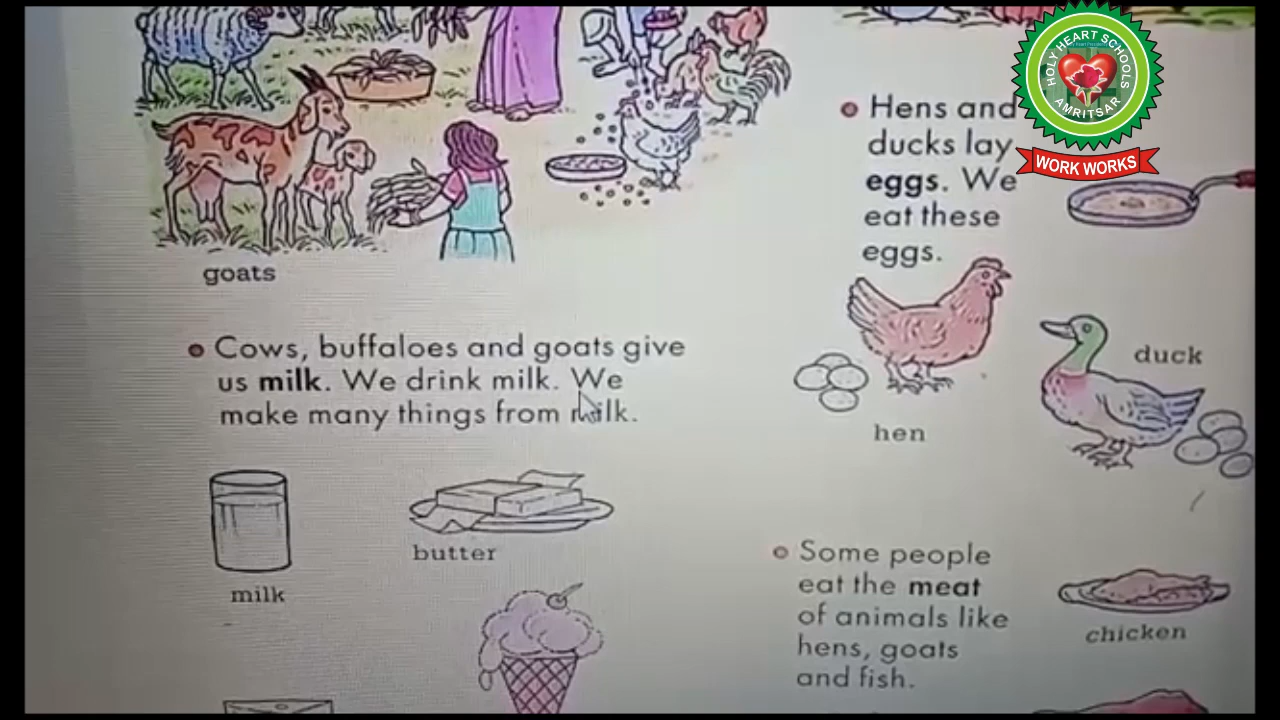 goats
Cows, buffaloes and goats give
us milk. We drink milk. We
make many things from milk.
milk
butter
Hens and
ducks lay
eggs. We
eat these
eggs.
hen
duck
Some people
eat the meat
of animals like
hens, goats
and fish.
chicken
HOLY HEART SCHOOLS
AMRITSAR
WORK WORKS